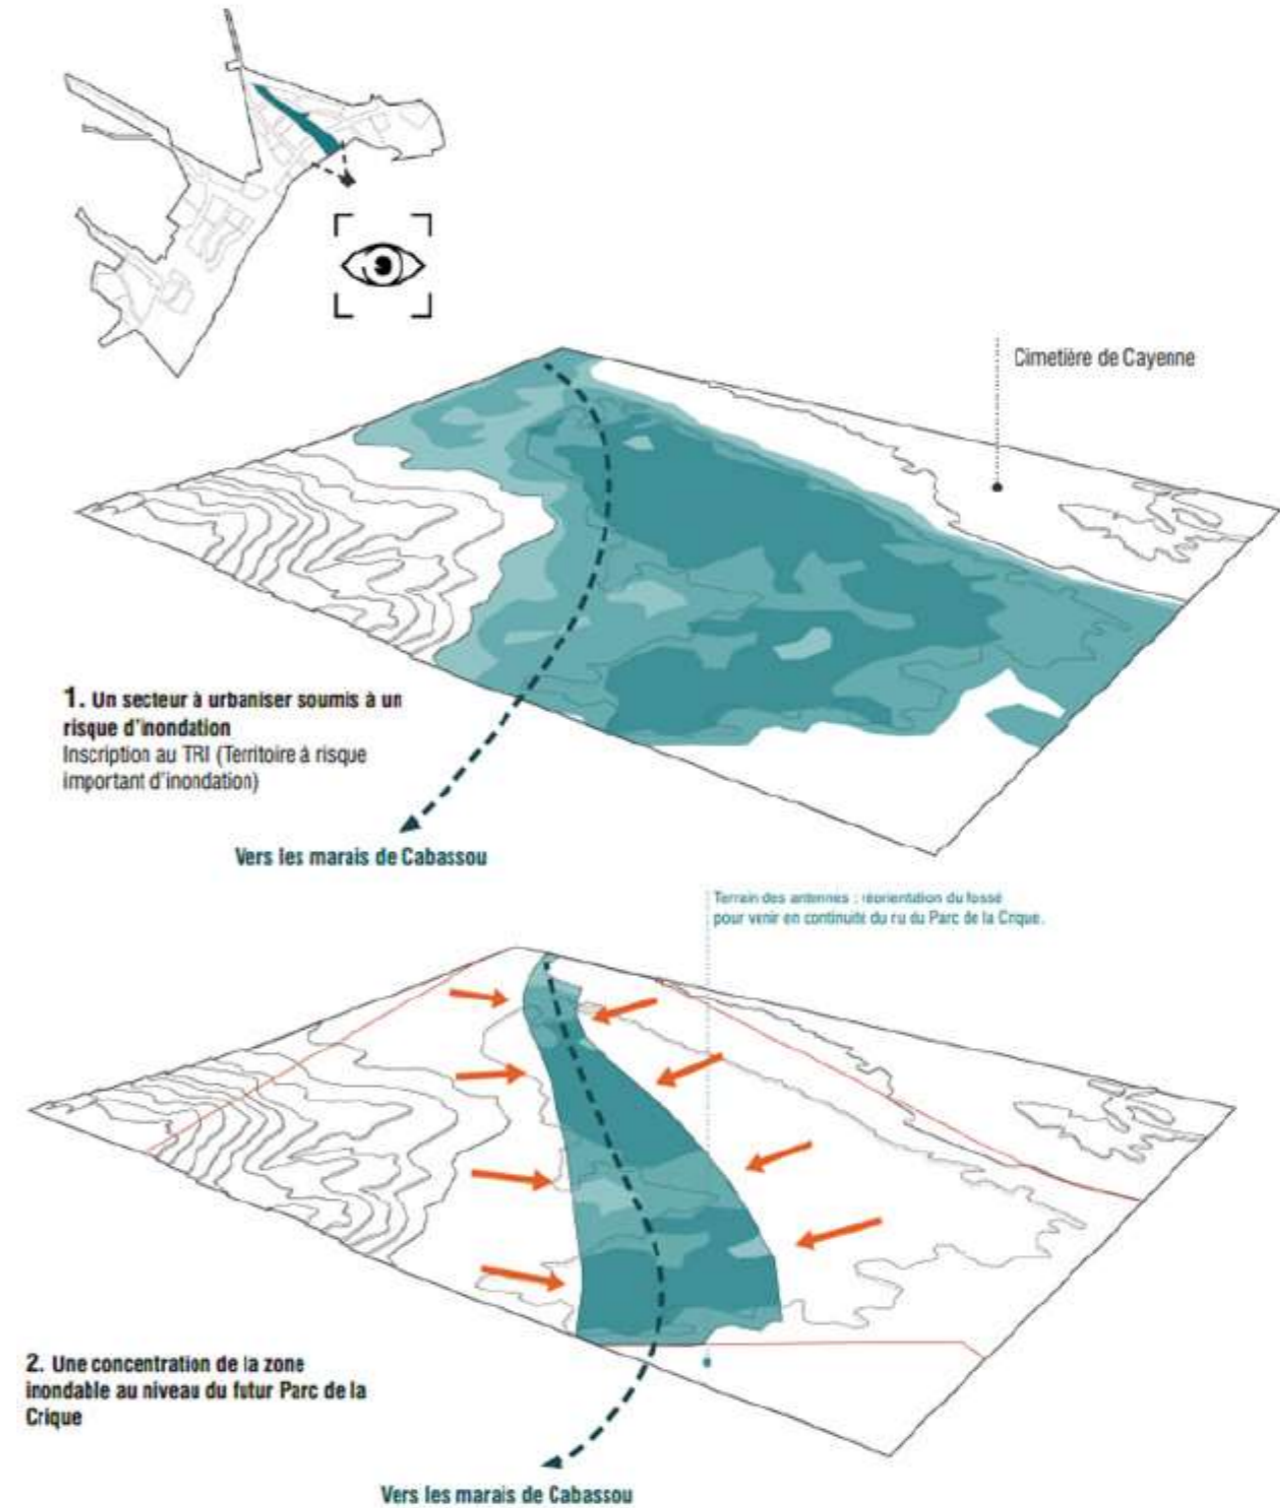 Cimetière de Cayenne
1. Un secteur à urbaniser soumis à un
risque d'inondation
Inscription au TRI (Territoire à risque
important d'inondation)
Vers les marais de Cabassou
Terrain des antennes : réorientation du fossé
pour venir en continuité du ru du Parc de la Crique.
2. Une concentration de la zone
inondable au niveau du futur Parc de la
Crique
Vers les marais de Cabassou